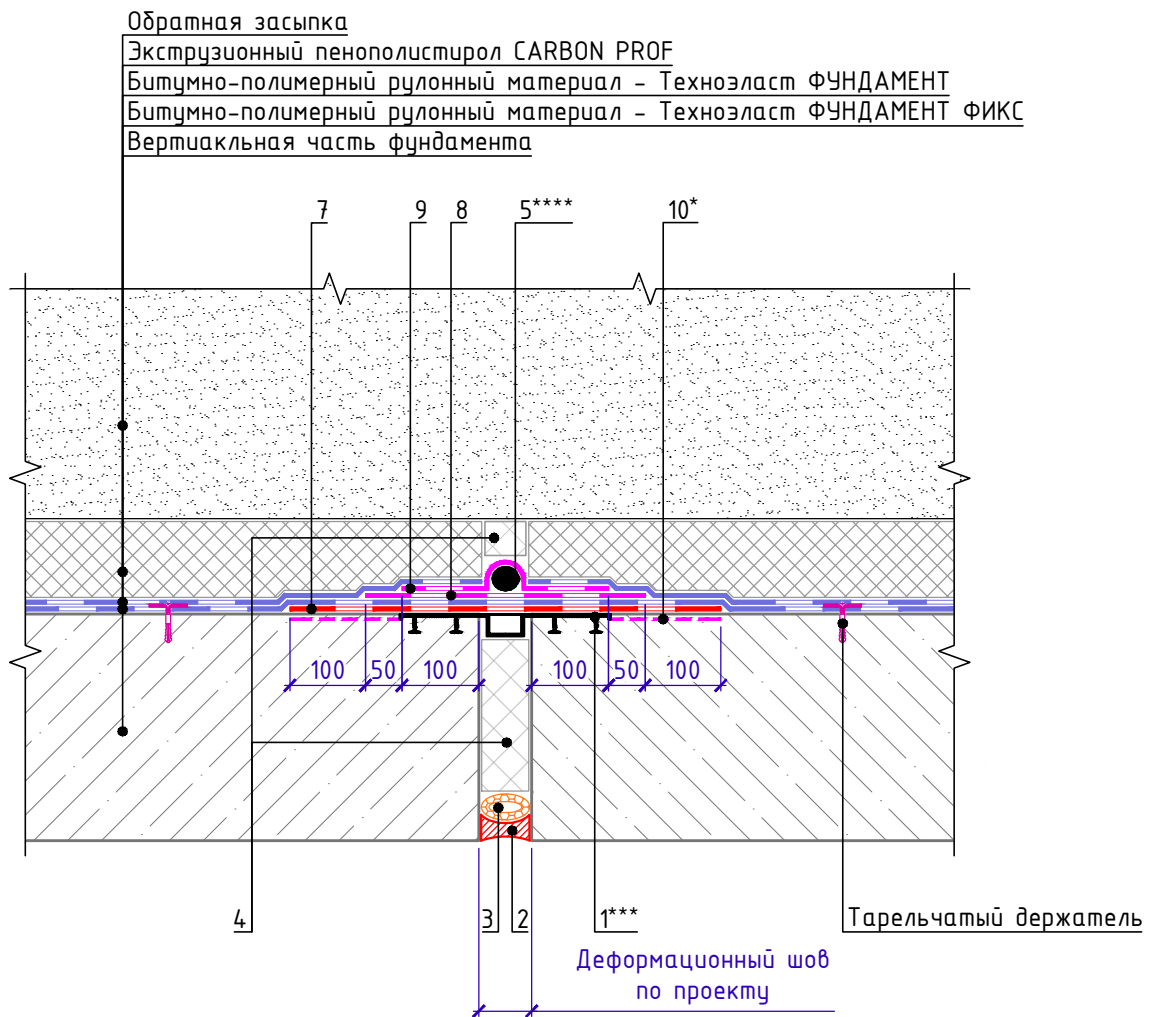 Обратная засыпка
Экструзионный пенополистирол CARBON PROF
Битумно-полимерный рулонный материал - Техноэласт ФУНДАМЕНТ
Битумно-полимерный рулонный материал - Техноэласт ФУНДАМЕНТ ФИКС
Вертиакльная часть фундамента
7 9 8 5**** 10*
100 50 100 100 50 100
4 3 2 1*** Тарельчатый держатель
Деформационный шов
по проекту